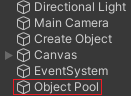 Directional Light
Main Camera
Create Object
Canvas
EventSystem
Object Pool